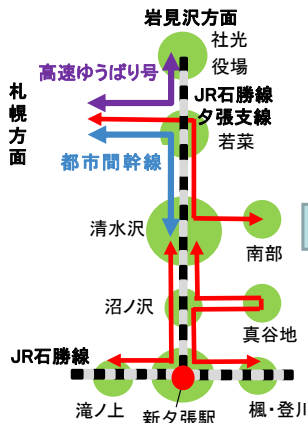 岩見沢方面
社光
役場
高速ゆうばり号
札幌方面
JR石勝線
夕張支線
若菜
都市間幹線
清水沢
南部
沼ノ沢
真谷地
JR石勝線
滝ノ上
新夕張駅
楓・登川